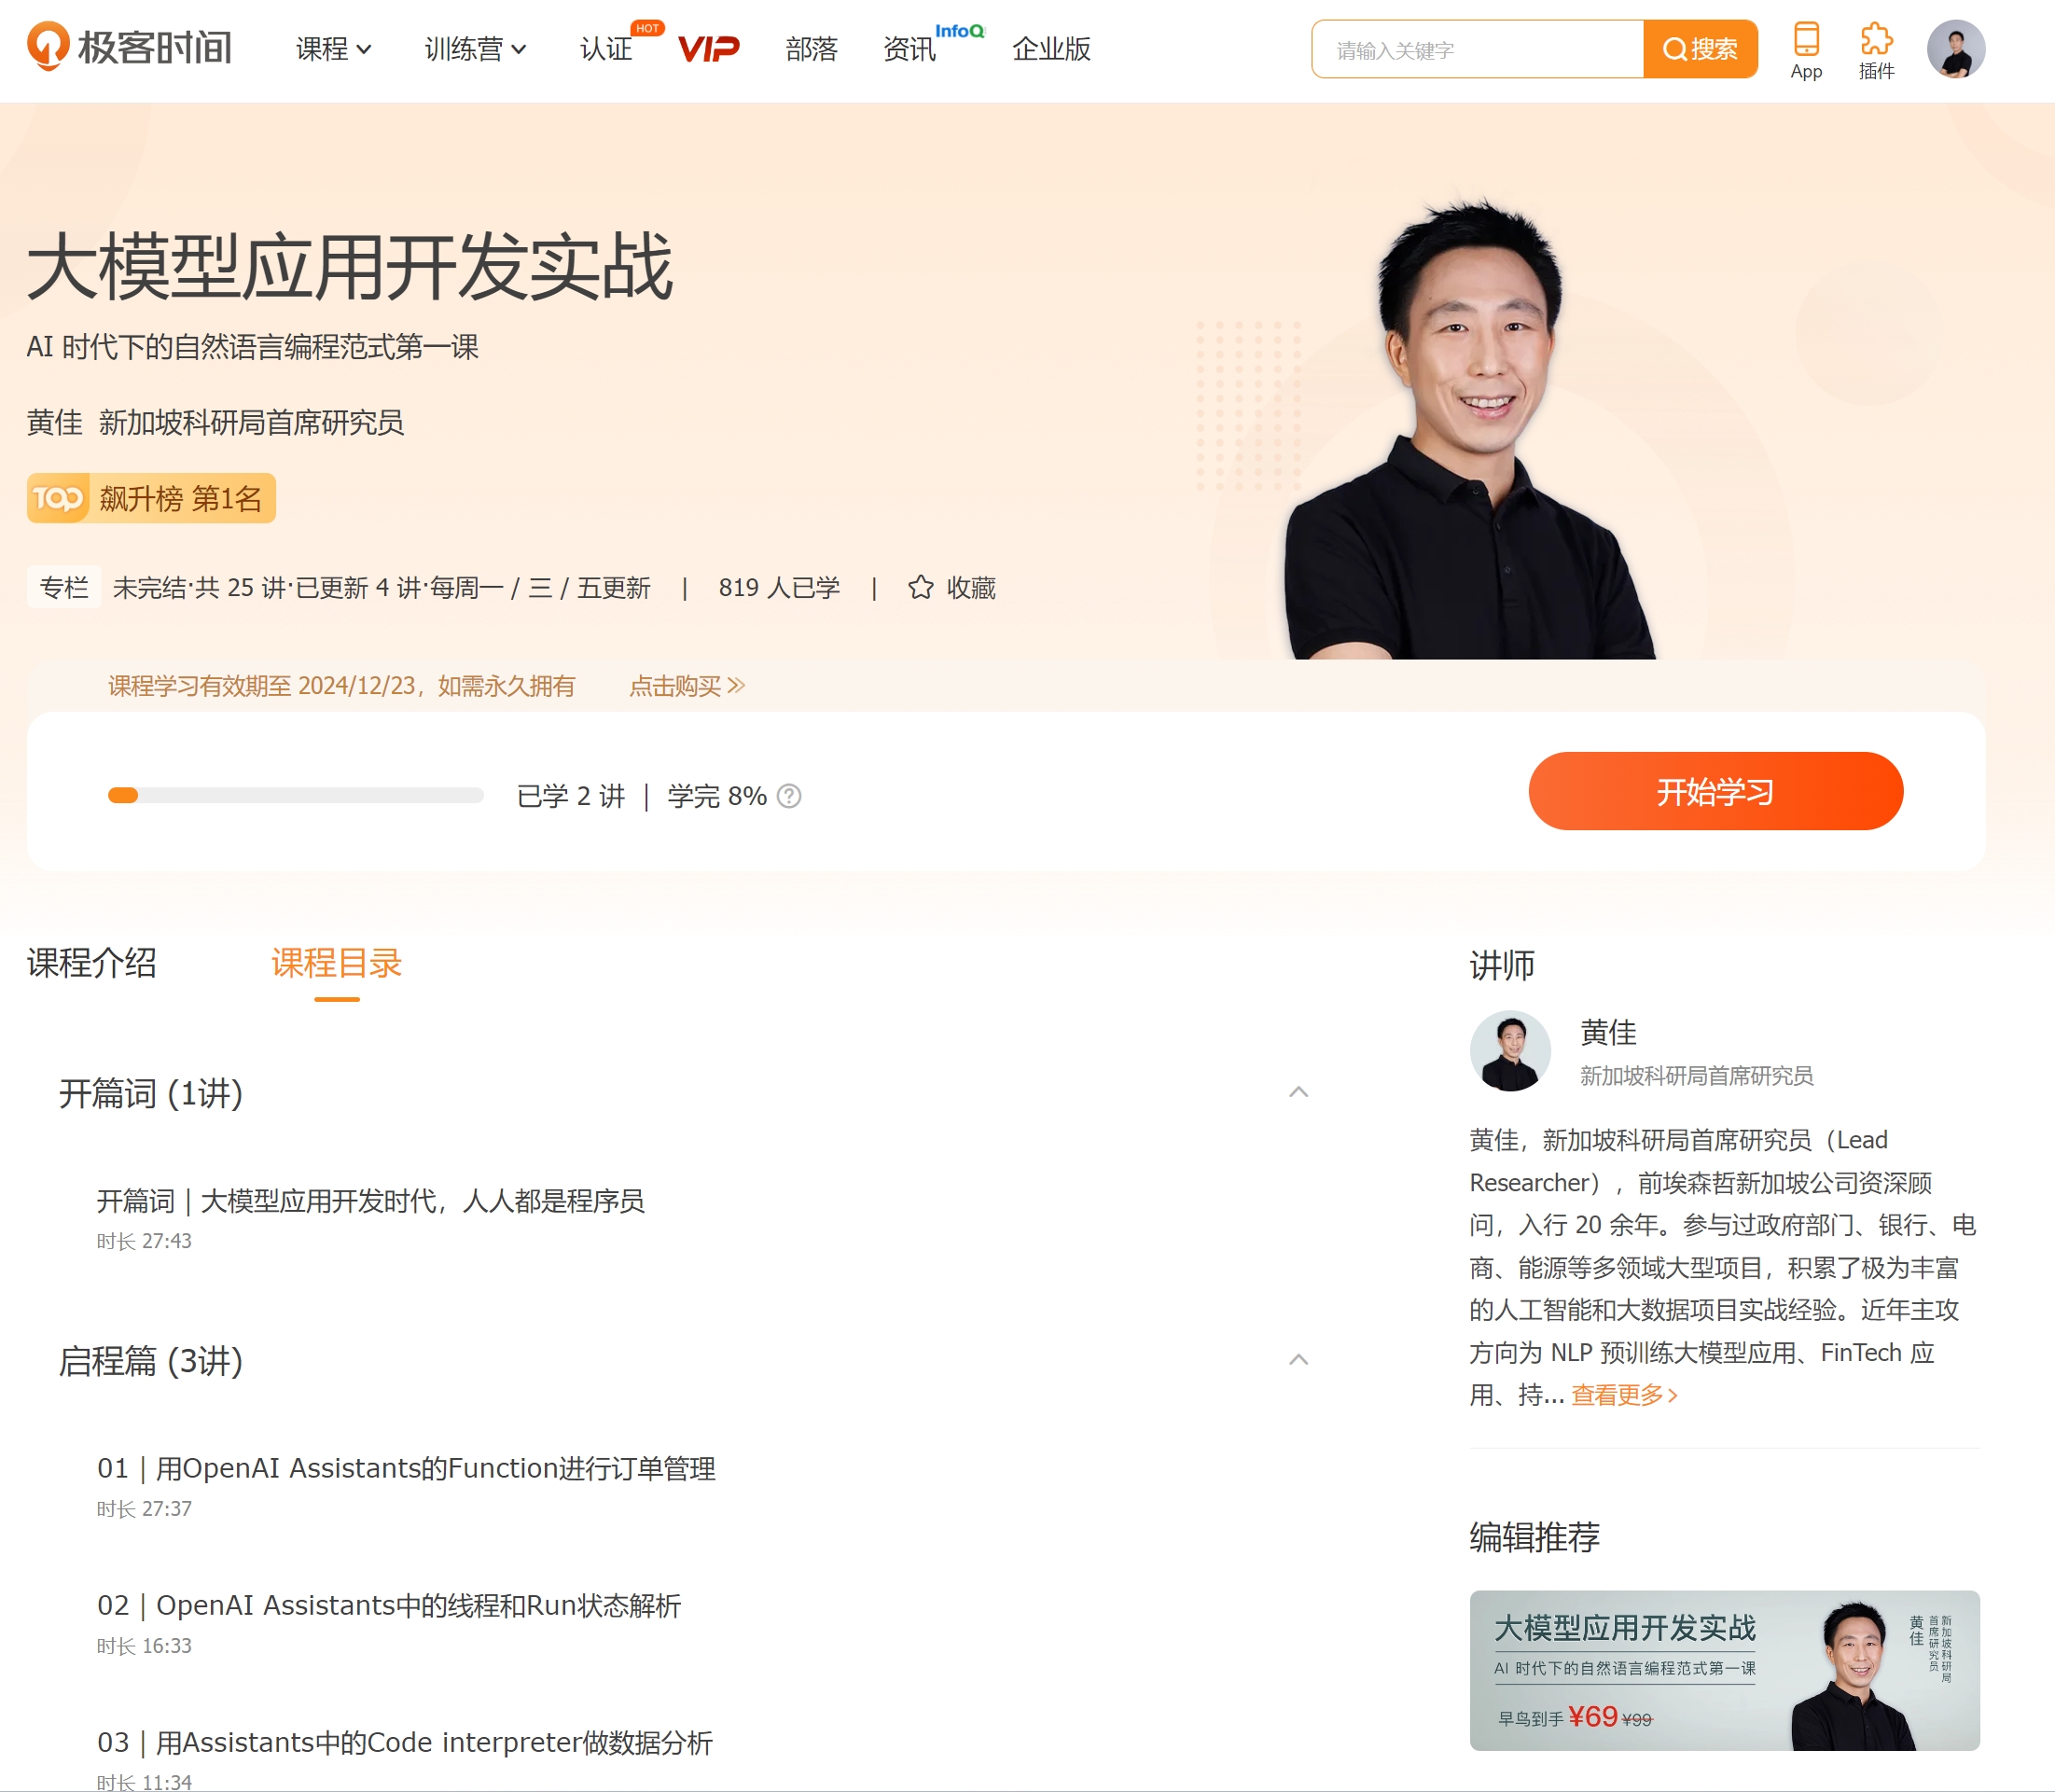 极客时间
课程
训练营
认证
HOT
VIP
部落
资讯
InfoQ
企业版
请输入关键字
搜索
App
插件
大模型应用开发实战
AI 时代下的自然语言编程范式第一课
黄佳 新加坡科研局首席研究员
TOP 飙升榜 第1名
专栏 未完结·共 25 讲·已更新 4 讲·每周一 / 三 / 五更新 | 819 人已学 | 收藏
课程学习有效期至 2024/12/23，如需永久拥有 点击购买
已学 2 讲 | 学完 8% ?
开始学习
课程介绍
课程目录
开篇词 (1讲)
开篇词｜大模型应用开发时代，人人都是程序员
时长 27:43
启程篇 (3讲)
01｜用OpenAI Assistants的Function进行订单管理
时长 27:37
02｜OpenAI Assistants中的线程和Run状态解析
时长 16:33
03｜用Assistants中的Code interpreter做数据分析
时长 11:34
讲师
黄佳
新加坡科研局首席研究员
黄佳，新加坡科研局首席研究员（Lead
Researcher），前埃森哲新加坡公司资深顾
问，入行 20 余年。参与过政府部门、银行、电
商、能源等多领域大型项目，积累了极为丰富
的人工智能和大数据项目实战经验。近年主攻
方向为 NLP 预训练大模型应用、FinTech 应
用、持... 查看更多
编辑推荐
大模型应用开发实战
AI 时代下的自然语言编程范式第一课
早鸟到手 ¥69 ¥99
黄佳
新加坡科研局
首席研究员